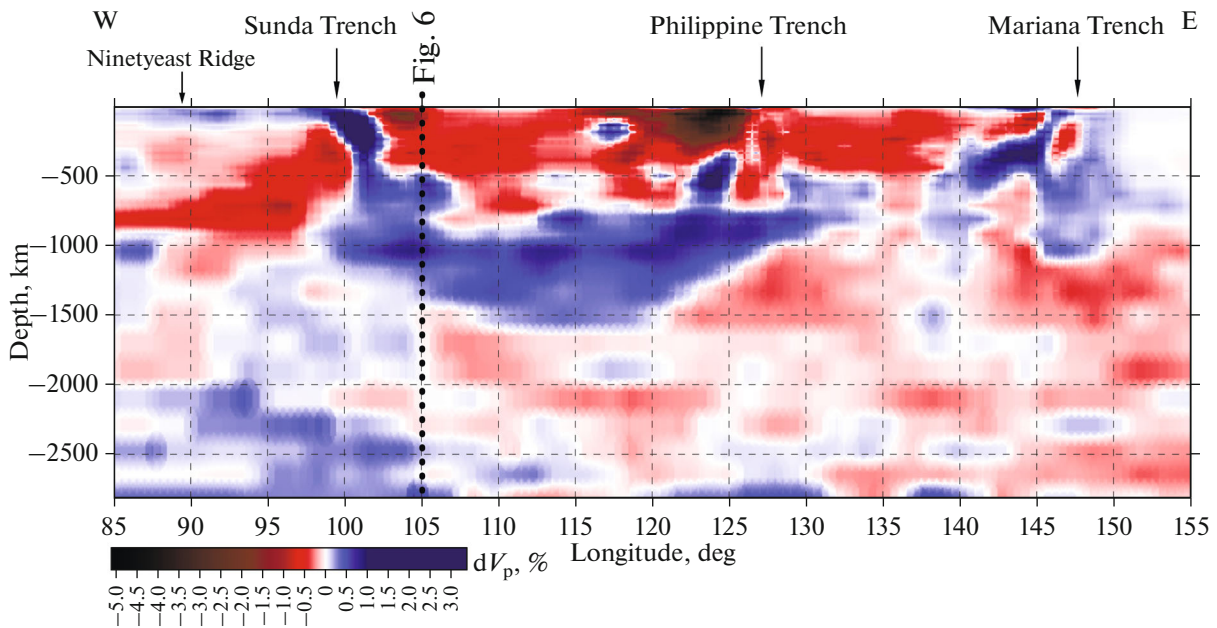 W
Sunda Trench
Fig. 6
Philippine Trench
Mariana Trench
E
Ninetyeast Ridge
Depth, km
−500
−1000
−1500
−2000
−2500
85 90 95 100 105 110 115 120 125 130 135 140 145 150 155
Longitude, deg
dVp, %
−5.0 −4.5 −4.0 −3.5 −3.0 −2.5 −2.0 −1.5 −1.0 −0.5 0 0.5 1.0 1.5 2.0 2.5 3.0